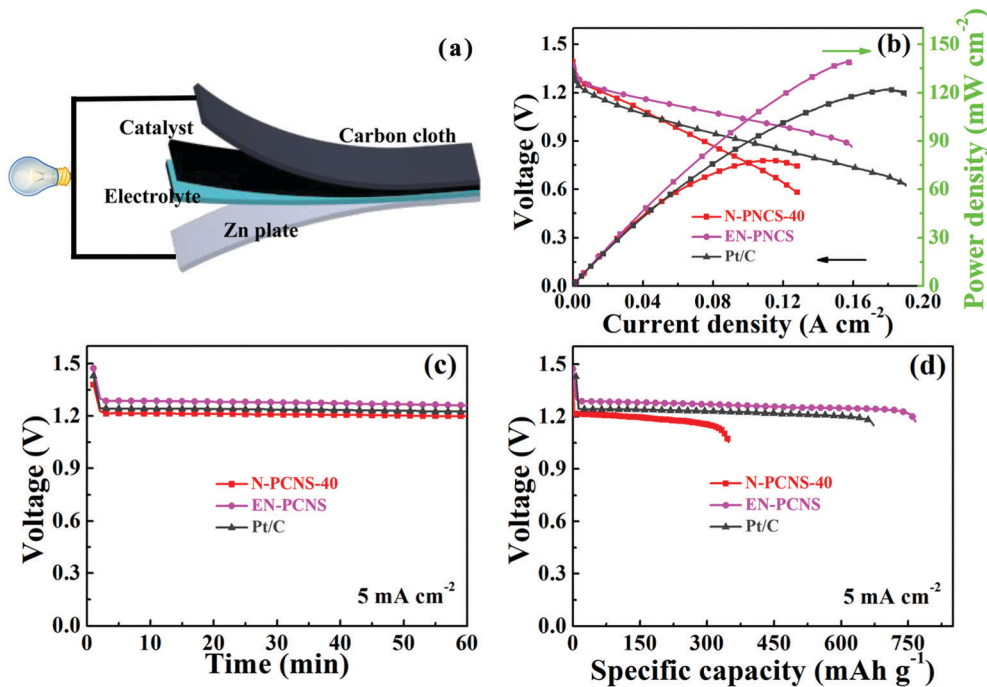 (a)
Catalyst
Carbon cloth
Electrolyte
Zn plate
(b)
1.5
1.2
0.9
0.6
0.3
0.0
Voltage (V)
150
120
90
60
30
0
Power density (mW cm⁻²)
N-PNCS-40
EN-PNCS
Pt/C
0.00 0.04 0.08 0.12 0.16 0.20
Current density (A cm⁻²)
(c)
1.5
1.2
0.9
0.6
0.3
0.0
Voltage (V)
N-PCNS-40
EN-PCNS
Pt/C
5 mA cm⁻²
0 10 20 30 40 50 60
Time (min)
(d)
1.5
1.2
0.9
0.6
0.3
0.0
Voltage (V)
N-PCNS-40
EN-PCNS
Pt/C
5 mA cm⁻²
0 150 300 450 600 750
Specific capacity (mAh g⁻¹)